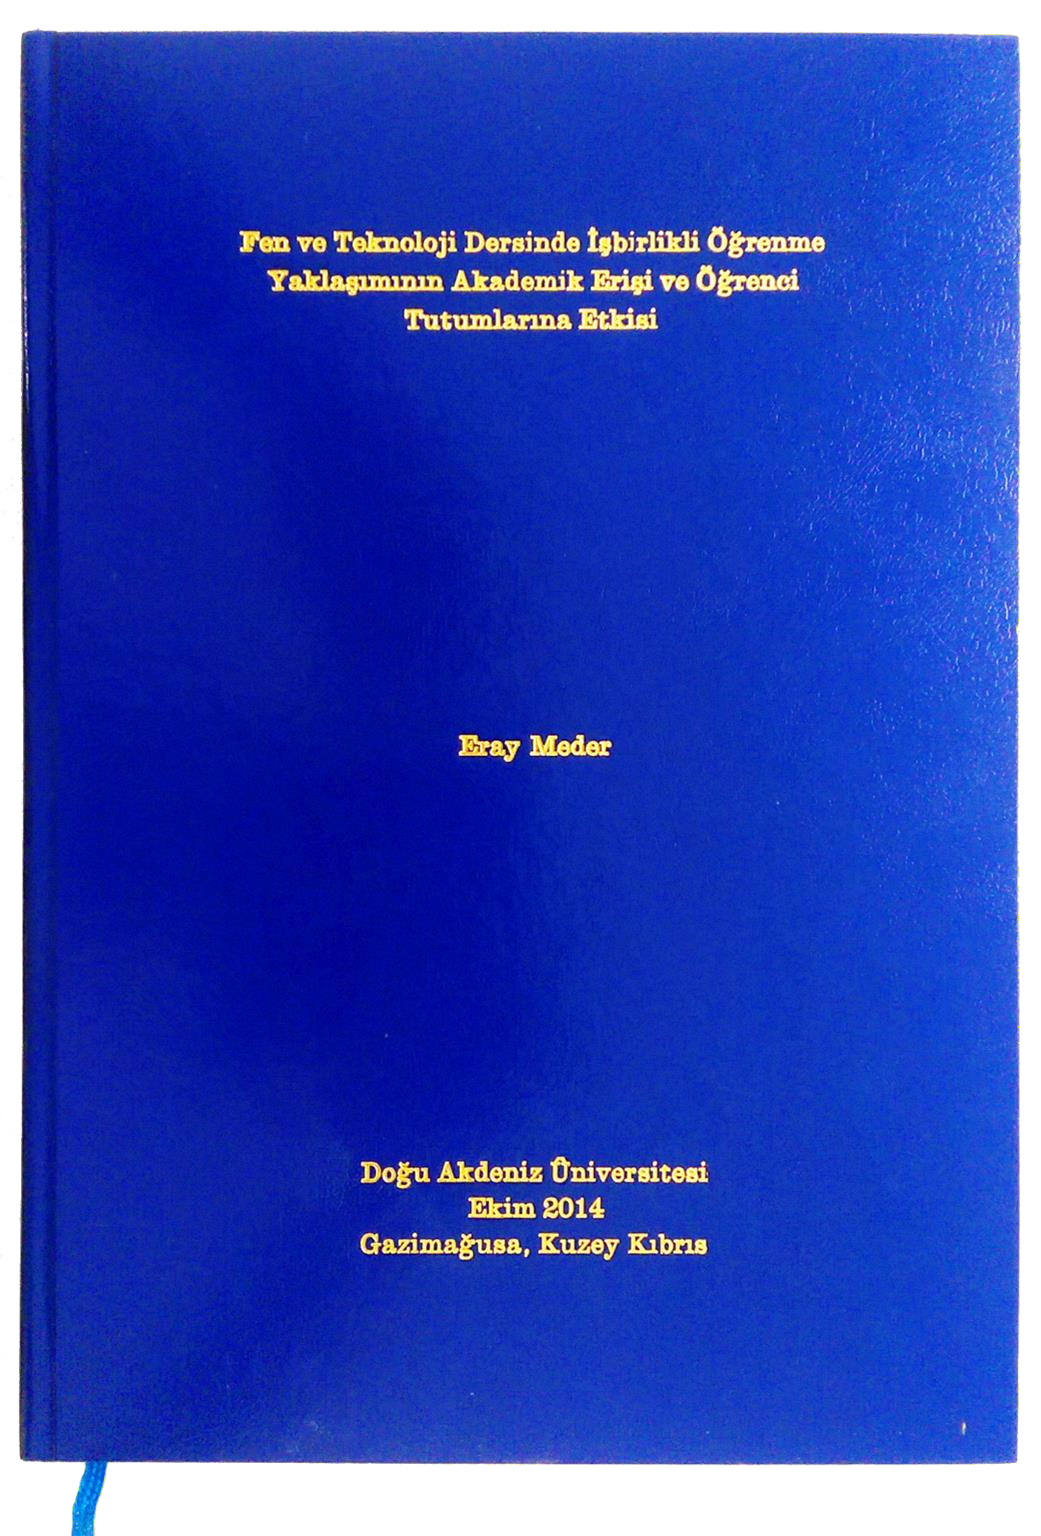 Fen ve Teknoloji Dersinde İşbirlikli Öğrenme
Yaklaşımının Akademik Erişi ve Öğrenci
Tutumlarına Etkisi
Eray Meder
Doğu Akdeniz Üniversitesi
Ekim 2014
Gazimağusa, Kuzey Kıbrıs